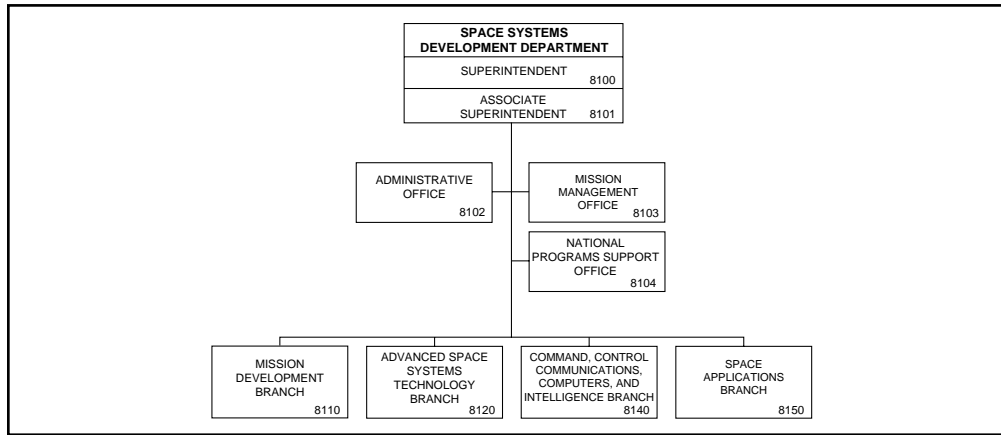 SPACE SYSTEMS
DEVELOPMENT DEPARTMENT
SUPERINTENDENT
8100
ASSOCIATE
SUPERINTENDENT
8101
ADMINISTRATIVE
OFFICE
8102
MISSION
MANAGEMENT
OFFICE
8103
NATIONAL
PROGRAMS SUPPORT
OFFICE
8104
MISSION
DEVELOPMENT
BRANCH
8110
ADVANCED SPACE
SYSTEMS
TECHNOLOGY
BRANCH
8120
COMMAND, CONTROL
COMMUNICATIONS,
COMPUTERS, AND
INTELLIGENCE BRANCH
8140
SPACE
APPLICATIONS
BRANCH
8150